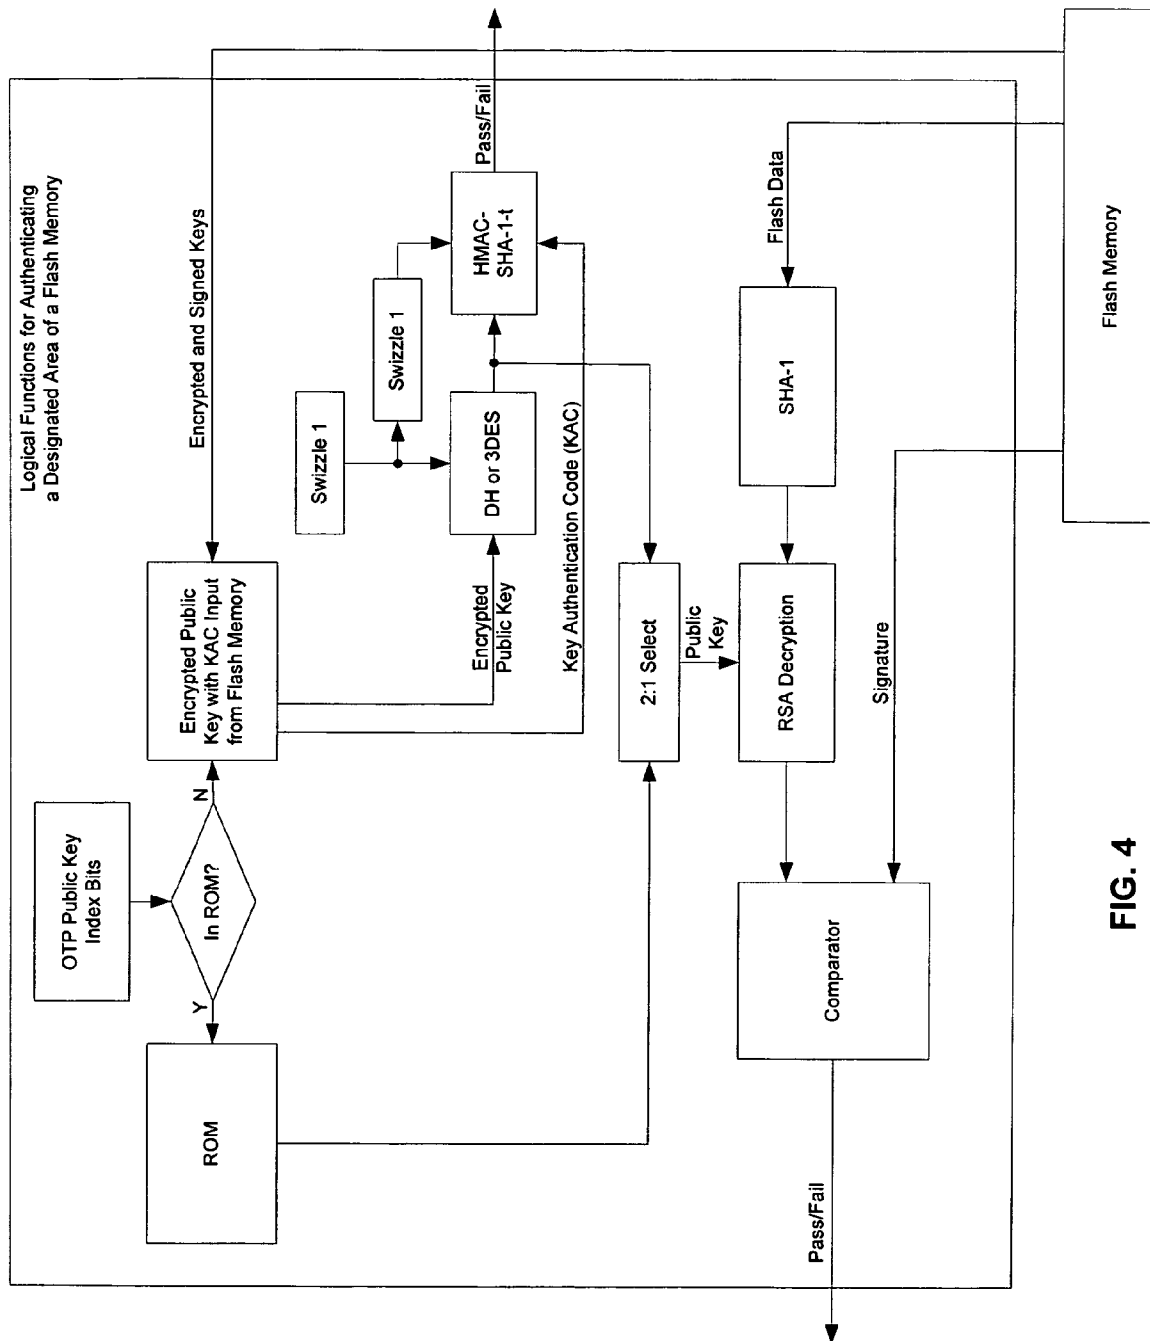 Logical Functions for Authenticating
a Designated Area of a Flash Memory
OTP Public Key
Index Bits
In ROM?
Y
N
ROM
Encrypted Public
Key with KAC Input
from Flash Memory
Encrypted and Signed Keys
Swizzle 1
Swizzle 1
Encrypted
Public Key
DH or 3DES
HMAC-
SHA-1-t
Pass/Fail
Key Authentication Code (KAC)
2:1 Select
Public
Key
RSA Decryption
SHA-1
Flash Data
Signature
Comparator
Pass/Fail
Flash Memory
FIG. 4